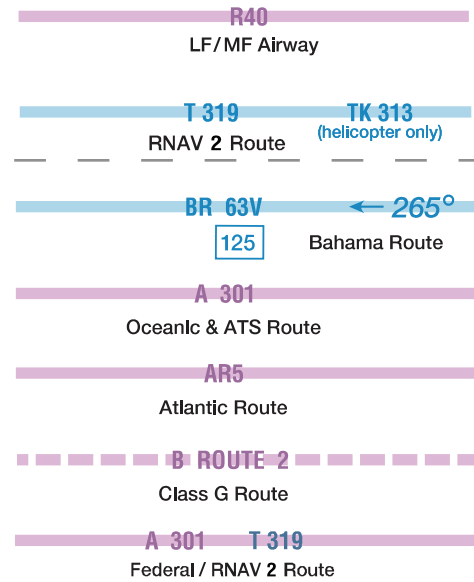 R40
LF/MF Airway
T 319 TK 313
RNAV 2 Route (helicopter only)
BR 63V ← 265°
125 Bahama Route
A 301
Oceanic & ATS Route
AR5
Atlantic Route
B ROUTE 2
Class G Route
A 301 T 319
Federal / RNAV 2 Route